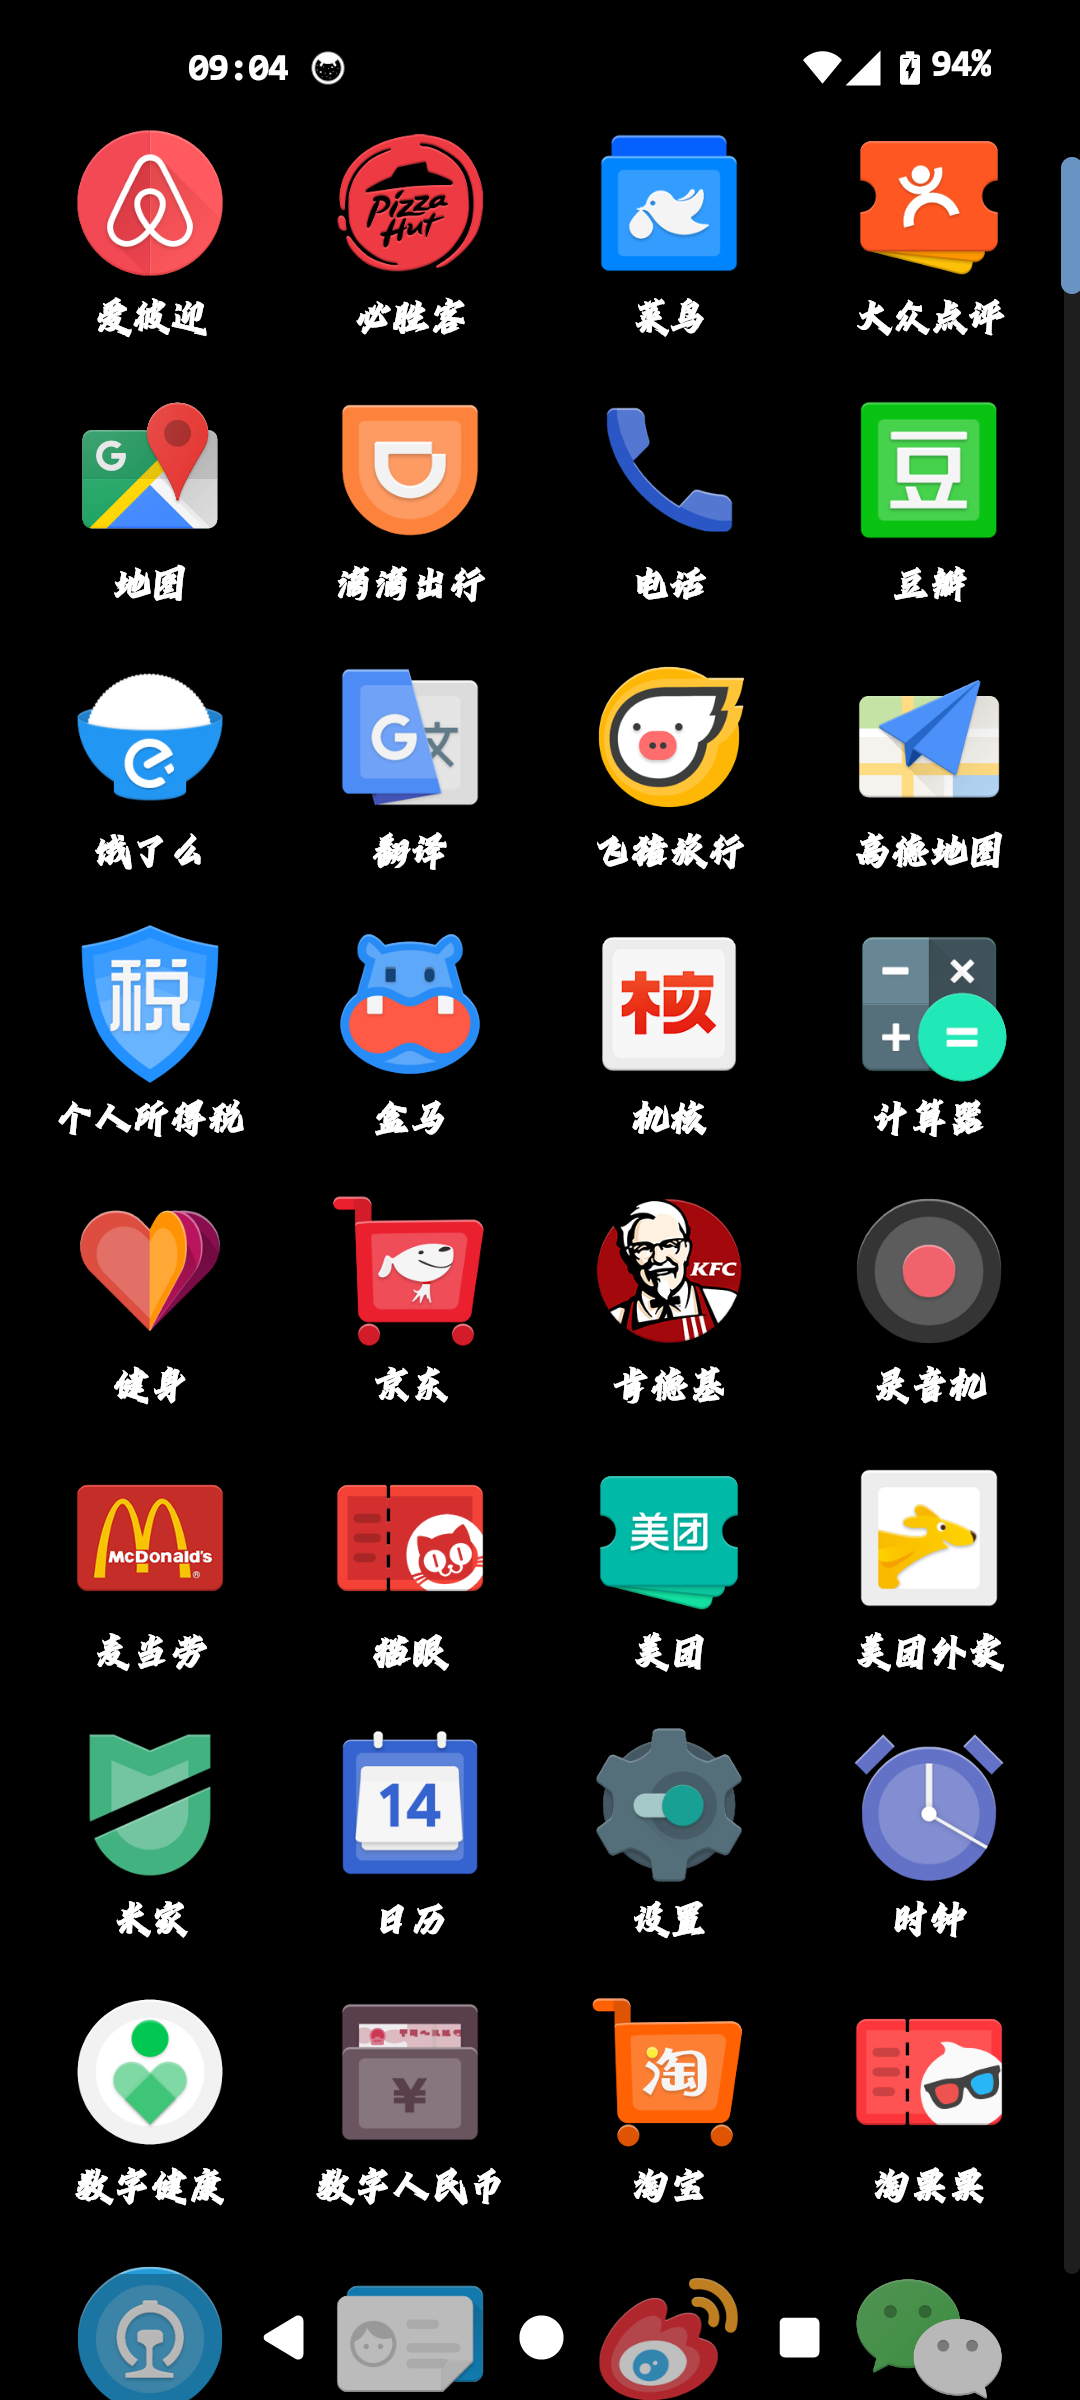 09:04 94%
Pizza Hut
爱彼迎 必胜客 菜鸟 大众点评
G 豆
地图 滴滴出行 电话 豆瓣
e G 文
饿了么 翻译 飞猪旅行 高德地图
税 核 − × + =
个人所得税 盒马 机核 计算器
KFC
健身 京东 肯德基 录音机
McDonald's® 美团
麦当劳 猫眼 美团 美团外卖
14
米家 日历 设置 时钟
¥ 淘
数字健康 数字人民币 淘宝 淘票票